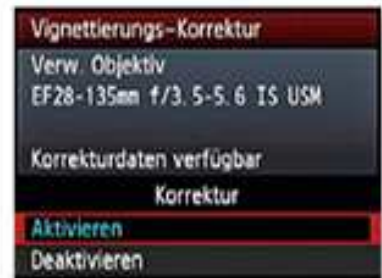 Vignettierungs-Korrektur
Verw. Objektiv
EF28-135mm f/3.5-5.6 IS USM
Korrekturdaten verfügbar
Korrektur
Aktivieren
Deaktivieren